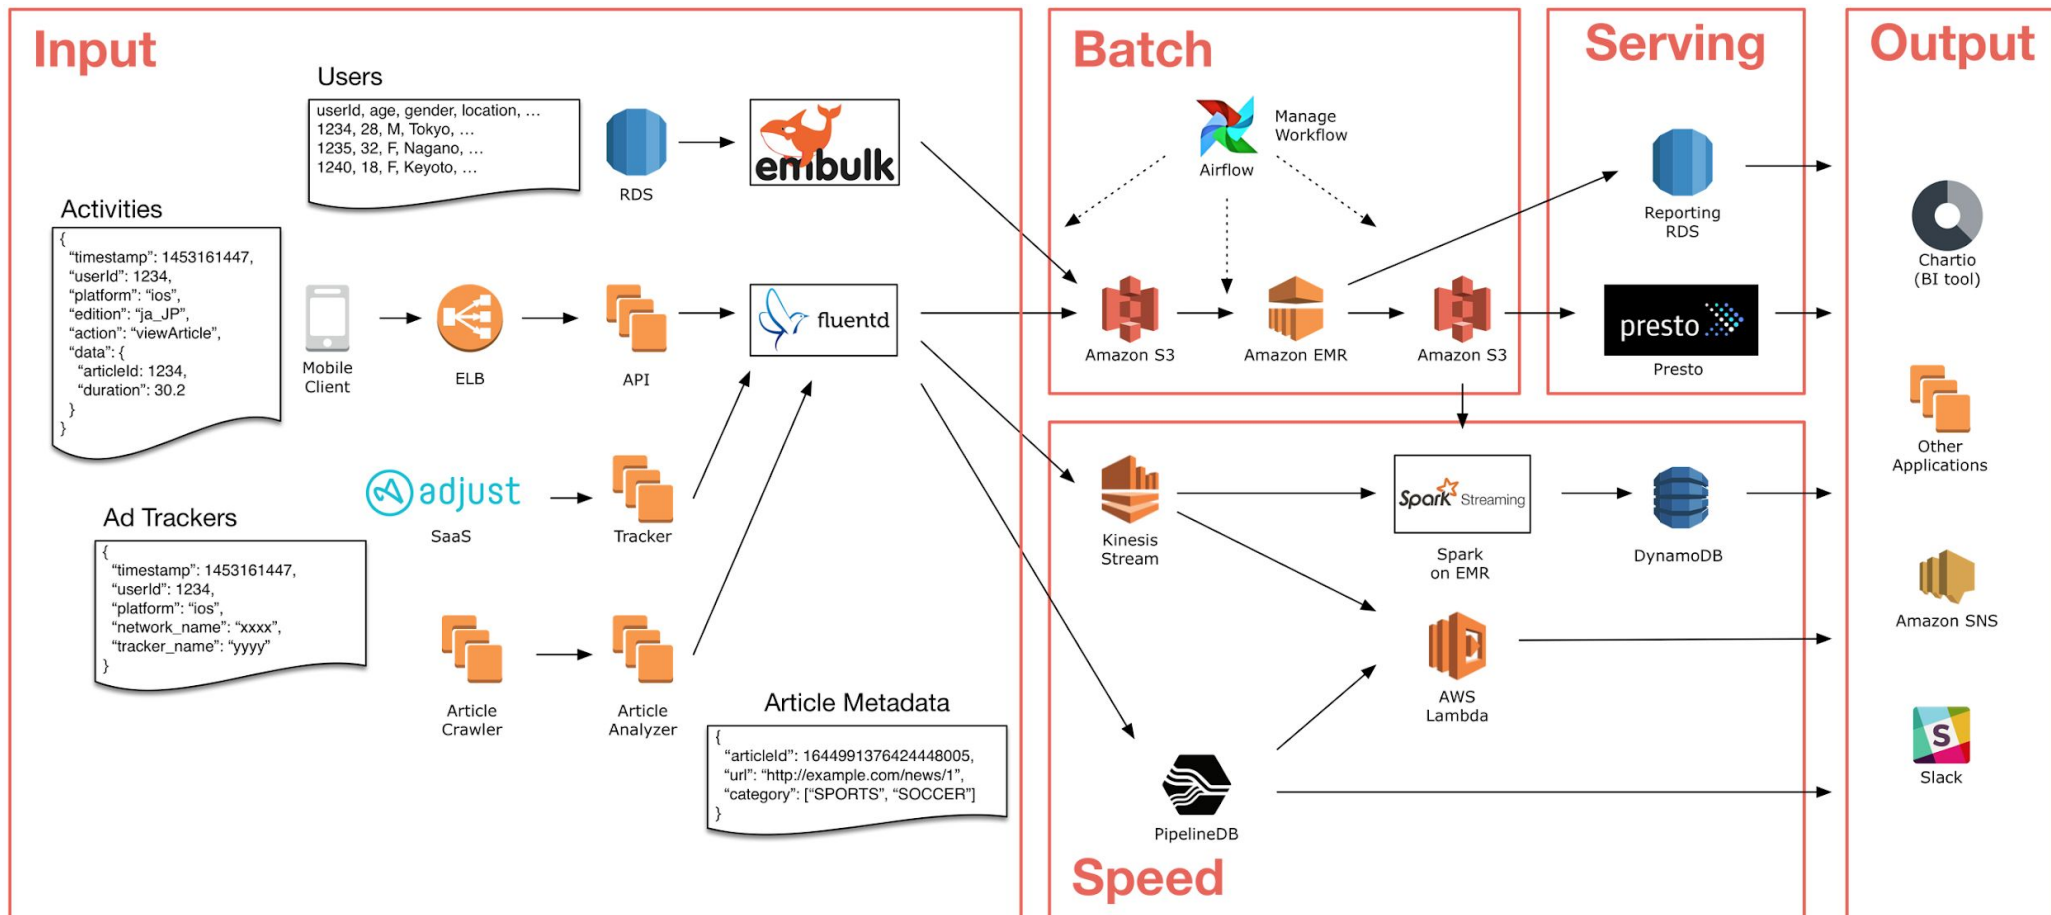 Input
Users
userId, age, gender, location, ...
1234, 28, M, Tokyo, ...
1235, 32, F, Nagano, ...
1240, 18, F, Keyoto, ...
RDS
embulk
Activities
{
“timestamp”: 1453161447,
“userId”: 1234,
“platform”: “ios”,
“edition”: “ja_JP”,
“action”: “viewArticle”,
“data”: {
“articleId: 1234,
“duration”: 30.2
}
}
Mobile
Client
ELB
API
fluentd
adjust
SaaS
Tracker
Ad Trackers
{
“timestamp”: 1453161447,
“userId”: 1234,
“platform”: “ios”,
“network_name”: “xxxx”,
“tracker_name”: “yyyy”
}
Article
Crawler
Article
Analyzer
Article Metadata
{
“articleId”: 1644991376424448005,
“url”: “http://example.com/news/1”,
“category”: [“SPORTS”, “SOCCER”]
}
Batch
Airflow
Manage
Workflow
Amazon S3
Amazon EMR
Amazon S3
Serving
Reporting
RDS
presto
Presto
Speed
Kinesis
Stream
Spark Streaming
Spark
on EMR
DynamoDB
AWS
Lambda
PipelineDB
Output
Chartio
(BI tool)
Other
Applications
Amazon SNS
S
Slack